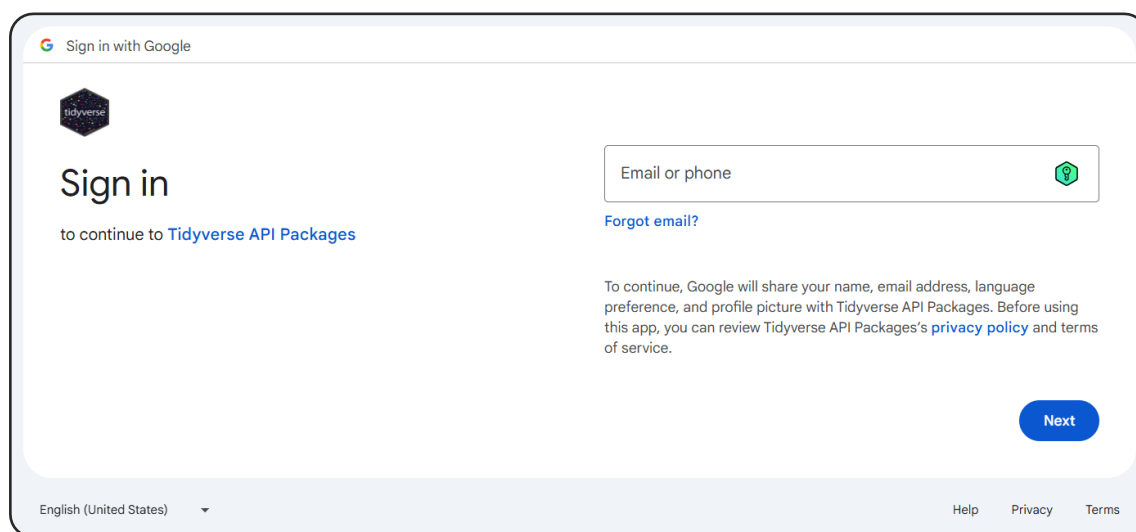 Sign in with Google
tidyverse
Sign in
to continue to Tidyverse API Packages
Email or phone
Forgot email?
To continue, Google will share your name, email address, language
preference, and profile picture with Tidyverse API Packages. Before using
this app, you can review Tidyverse API Packages’s privacy policy and terms
of service.
Next
English (United States)
Help Privacy Terms